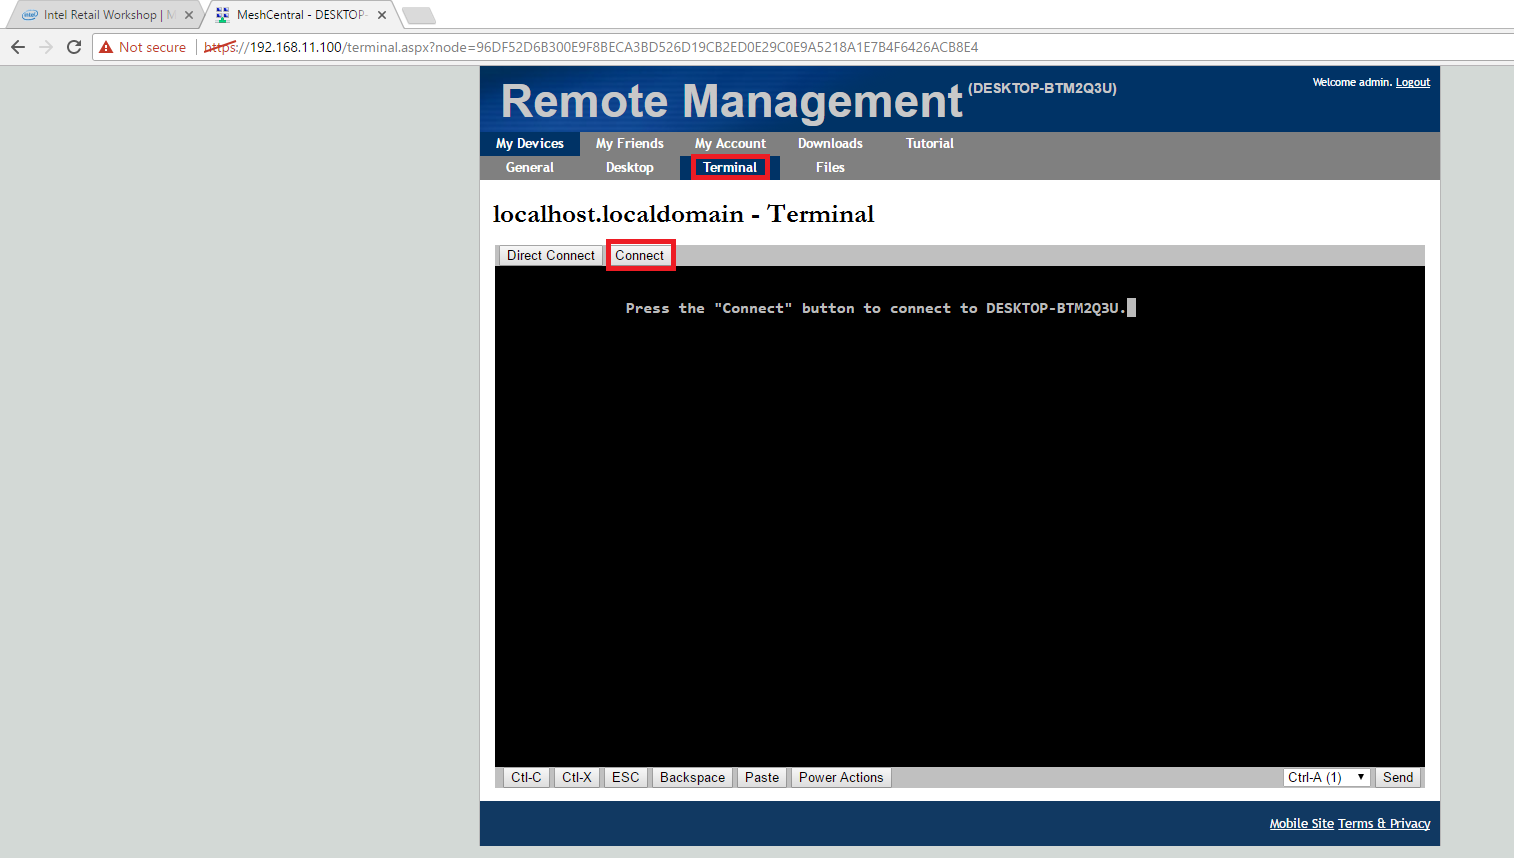 Intel Retail Workshop | M
MeshCentral - DESKTOP-
Not secure https://192.168.11.100/terminal.aspx?node=96DF52D6B300E9F8BECA3BD526D19CB2ED0E29C0E9A5218A1E7B4F6426ACB8E4
Remote Management (DESKTOP-BTM2Q3U)
Welcome admin. Logout
My Devices My Friends My Account Downloads Tutorial
General Desktop Terminal Files
localhost.localdomain - Terminal
Direct Connect Connect
Press the "Connect" button to connect to DESKTOP-BTM2Q3U.
Ctl-C Ctl-X ESC Backspace Paste Power Actions Ctrl-A (1) Send
Mobile Site Terms & Privacy